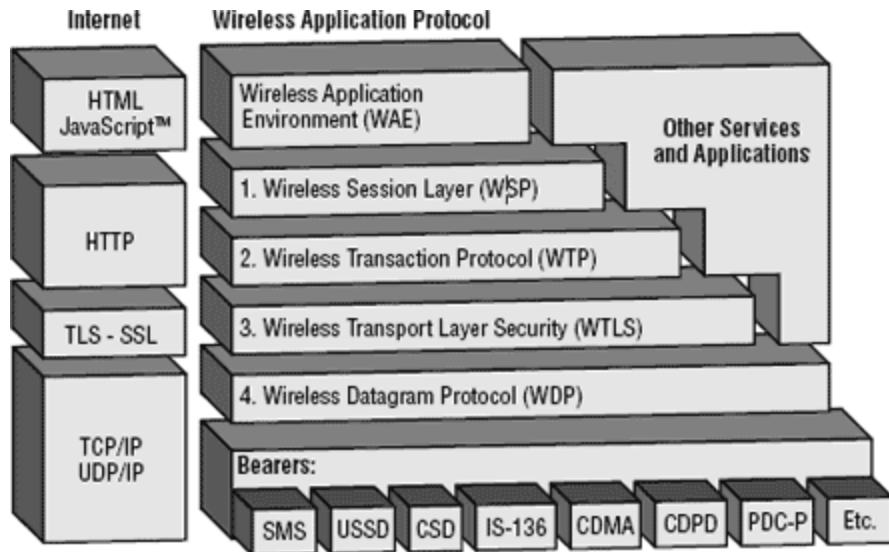 Internet
Wireless Application Protocol
HTML
JavaScript™
HTTP
TLS - SSL
TCP/IP
UDP/IP
Wireless Application
Environment (WAE)
Other Services
and Applications
1. Wireless Session Layer (WSP)
2. Wireless Transaction Protocol (WTP)
3. Wireless Transport Layer Security (WTLS)
4. Wireless Datagram Protocol (WDP)
Bearers:
SMS
USSD
CSD
IS-136
CDMA
CDPD
PDC-P
Etc.